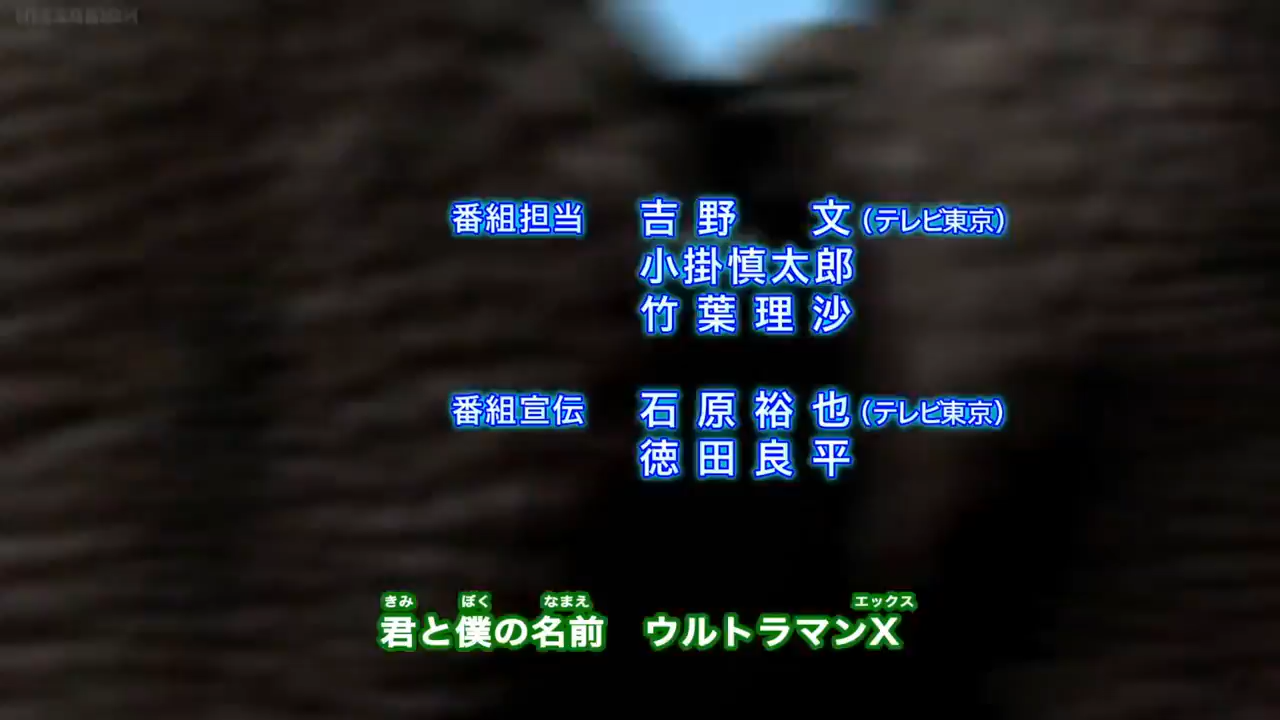 番組担当 吉野 文(テレビ東京)
小掛慎太郎
竹葉理沙
番組宣伝 石原裕也(テレビ東京)
徳田良平
きみ ぼく なまえ エックス
君と僕の名前 ウルトラマンX